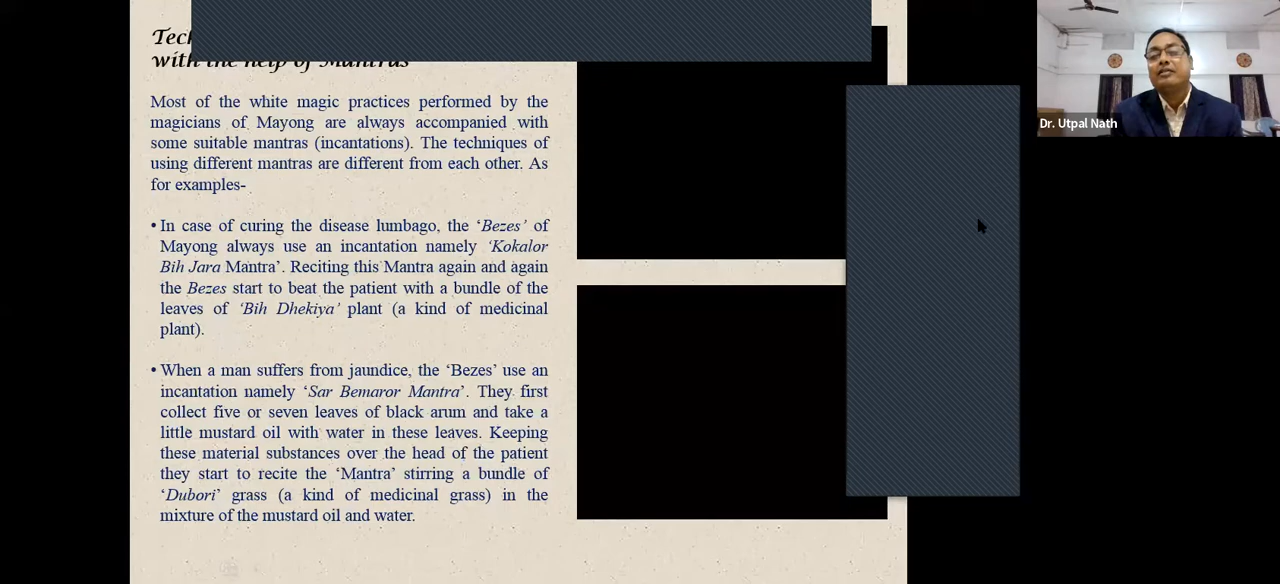 with the help of Mantras
Most of the white magic practices performed by the
magicians of Mayong are always accompanied with
some suitable mantras (incantations). The techniques of
using different mantras are different from each other. As
for examples-
• In case of curing the disease lumbago, the ‘Bezes’ of
Mayong always use an incantation namely ‘Kokalor
Bih Jara Mantra’. Reciting this Mantra again and again
the Bezes start to beat the patient with a bundle of the
leaves of ‘Bih Dhekiya’ plant (a kind of medicinal
plant).
• When a man suffers from jaundice, the ‘Bezes’ use an
incantation namely ‘Sar Bemaror Mantra’. They first
collect five or seven leaves of black arum and take a
little mustard oil with water in these leaves. Keeping
these material substances over the head of the patient
they start to recite the ‘Mantra’ stirring a bundle of
‘Dubori’ grass (a kind of medicinal grass) in the
mixture of the mustard oil and water.
Dr. Utpal Nath